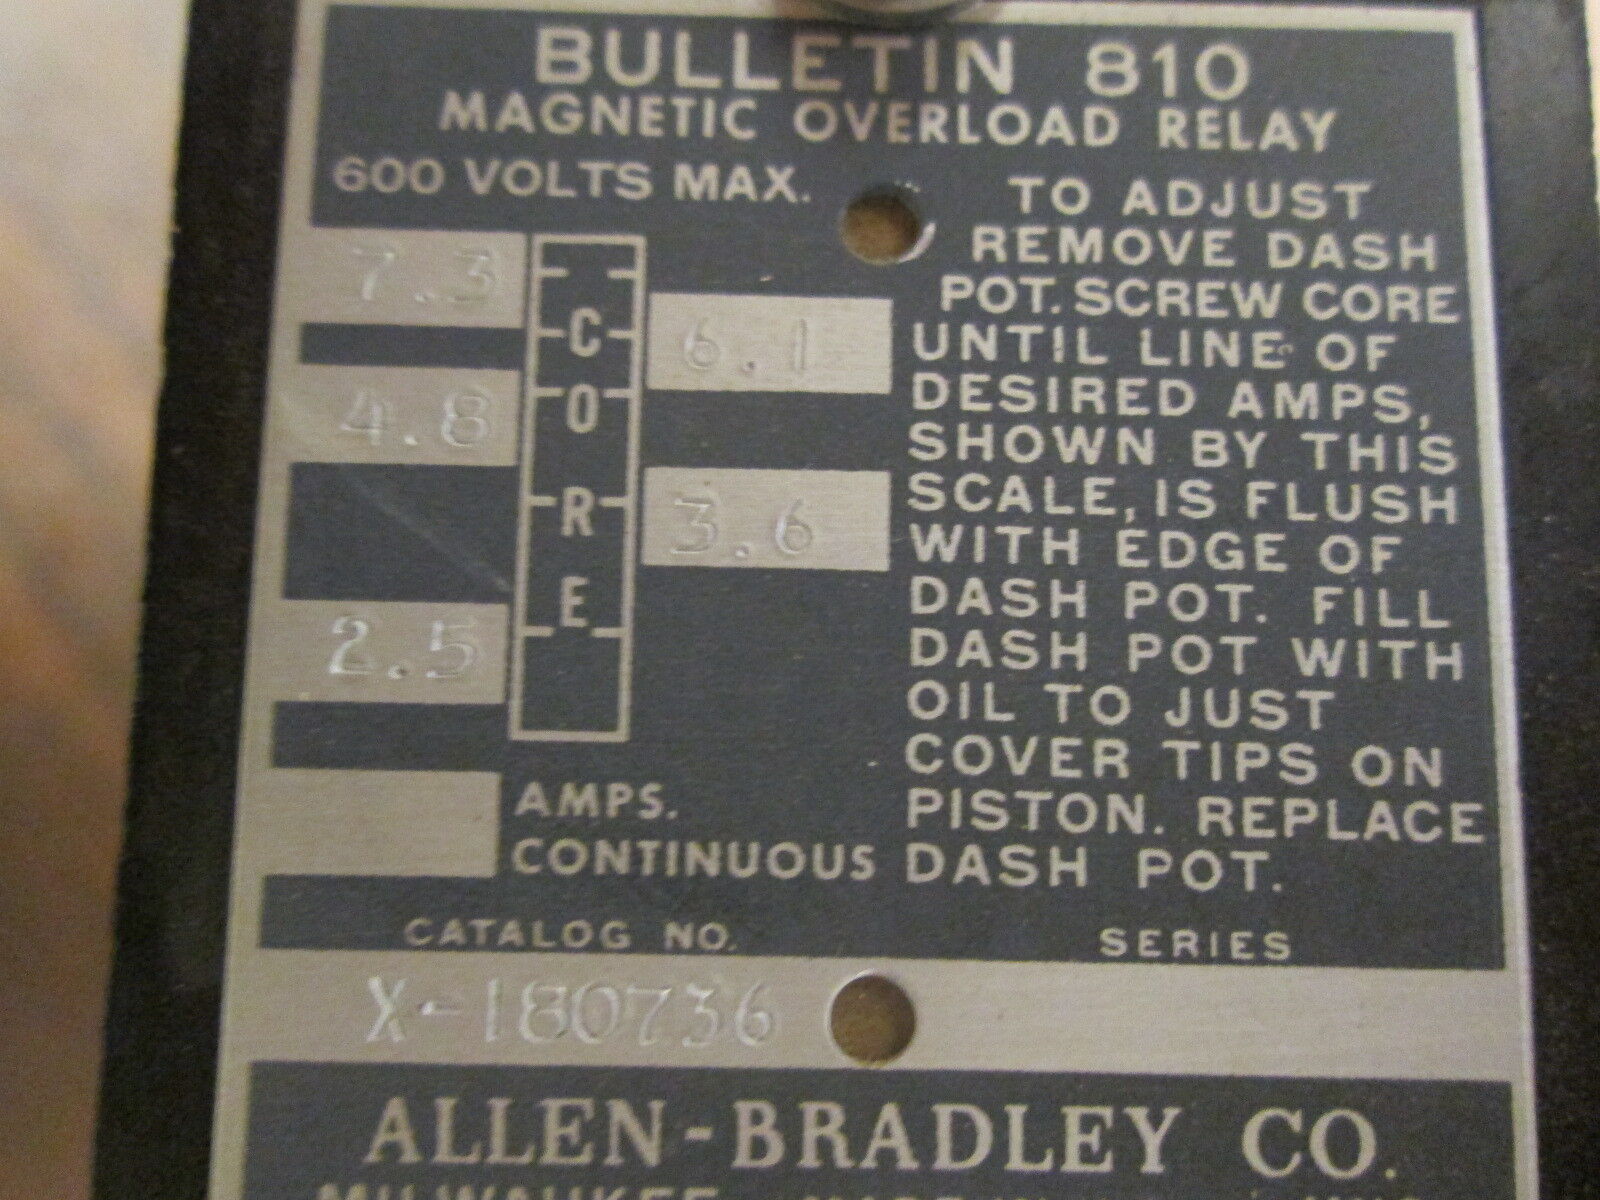 BULLETIN 810
MAGNETIC OVERLOAD RELAY
600 VOLTS MAX.
7.3
6.1
4.8
3.6
2.5
CORE
AMPS.
CONTINUOUS
TO ADJUST
REMOVE DASH
POT. SCREW CORE
UNTIL LINE OF
DESIRED AMPS,
SHOWN BY THIS
SCALE, IS FLUSH
WITH EDGE OF
DASH POT. FILL
DASH POT WITH
OIL TO JUST
COVER TIPS ON
PISTON. REPLACE
DASH POT.
CATALOG NO.
SERIES
X-180736
ALLEN-BRADLEY CO.
MILWAUKEE